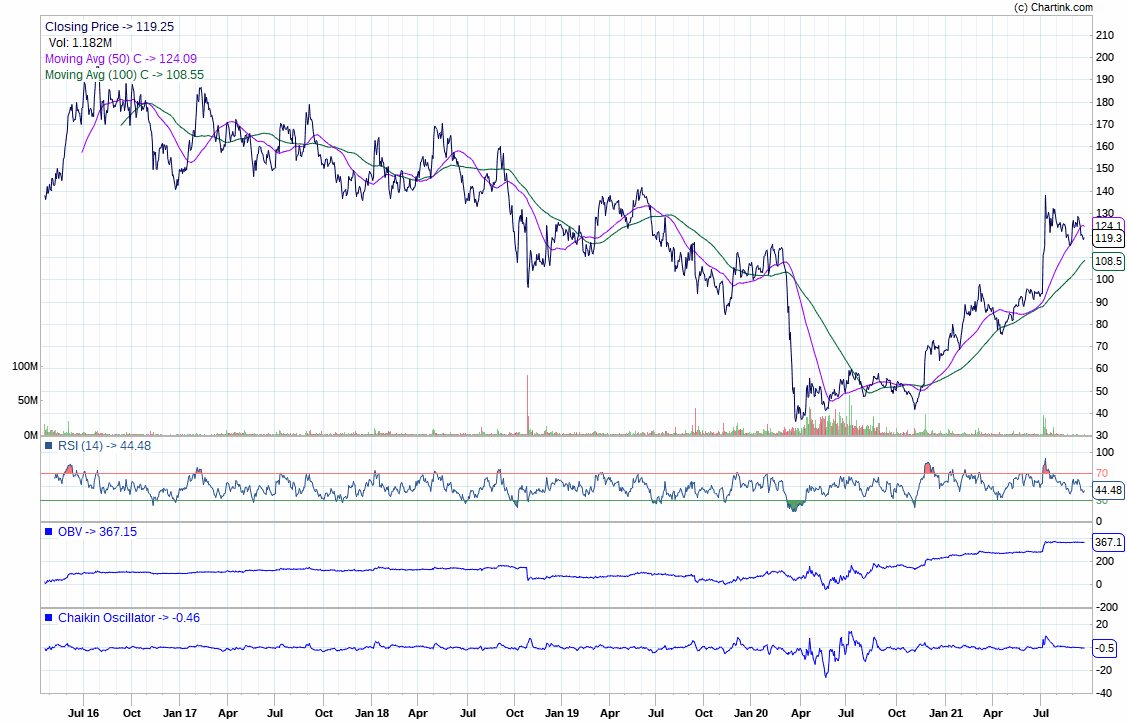 (c) Chartink.com
Closing Price -> 119.25
Vol: 1.182M
Moving Avg (50) C -> 124.09
Moving Avg (100) C -> 108.55
210
200
190
180
170
160
150
140
130
124.1
119.3
108.5
100
90
80
70
60
50
40
30
100M
50M
0M
RSI (14) -> 44.48
100
70
44.48
30
0
OBV -> 367.15
367.1
200
0
-200
Chaikin Oscillator -> -0.46
20
-0.5
-20
-40
Jul 16 Oct Jan 17 Apr Jul Oct Jan 18 Apr Jul Oct Jan 19 Apr Jul Oct Jan 20 Apr Jul Oct Jan 21 Apr Jul